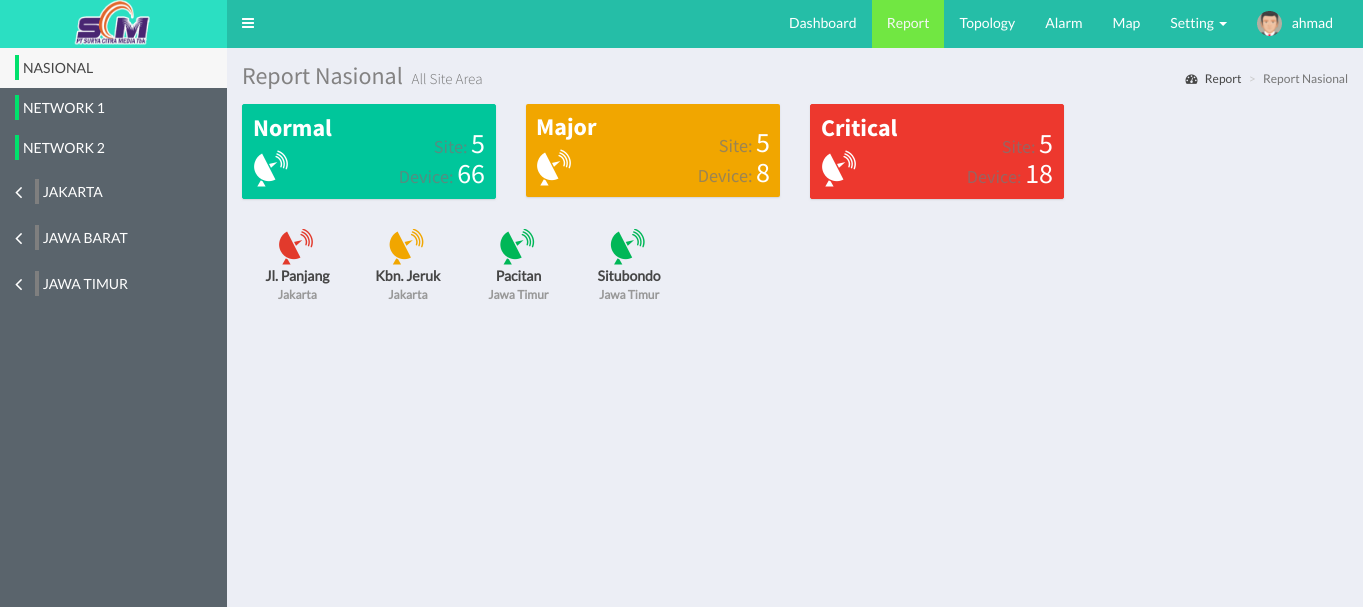 SCM
PT SURYA CITRA MEDIA Tbk
Dashboard Report Topology Alarm Map Setting ahmad
NASIONAL
NETWORK 1
NETWORK 2
JAKARTA
JAWA BARAT
JAWA TIMUR
Report Nasional All Site Area
Report > Report Nasional
Normal
Site: 5
Device: 66
Major
Site: 5
Device: 8
Critical
Site: 5
Device: 18
Jl. Panjang
Jakarta
Kbn. Jeruk
Jakarta
Pacitan
Jawa Timur
Situbondo
Jawa Timur